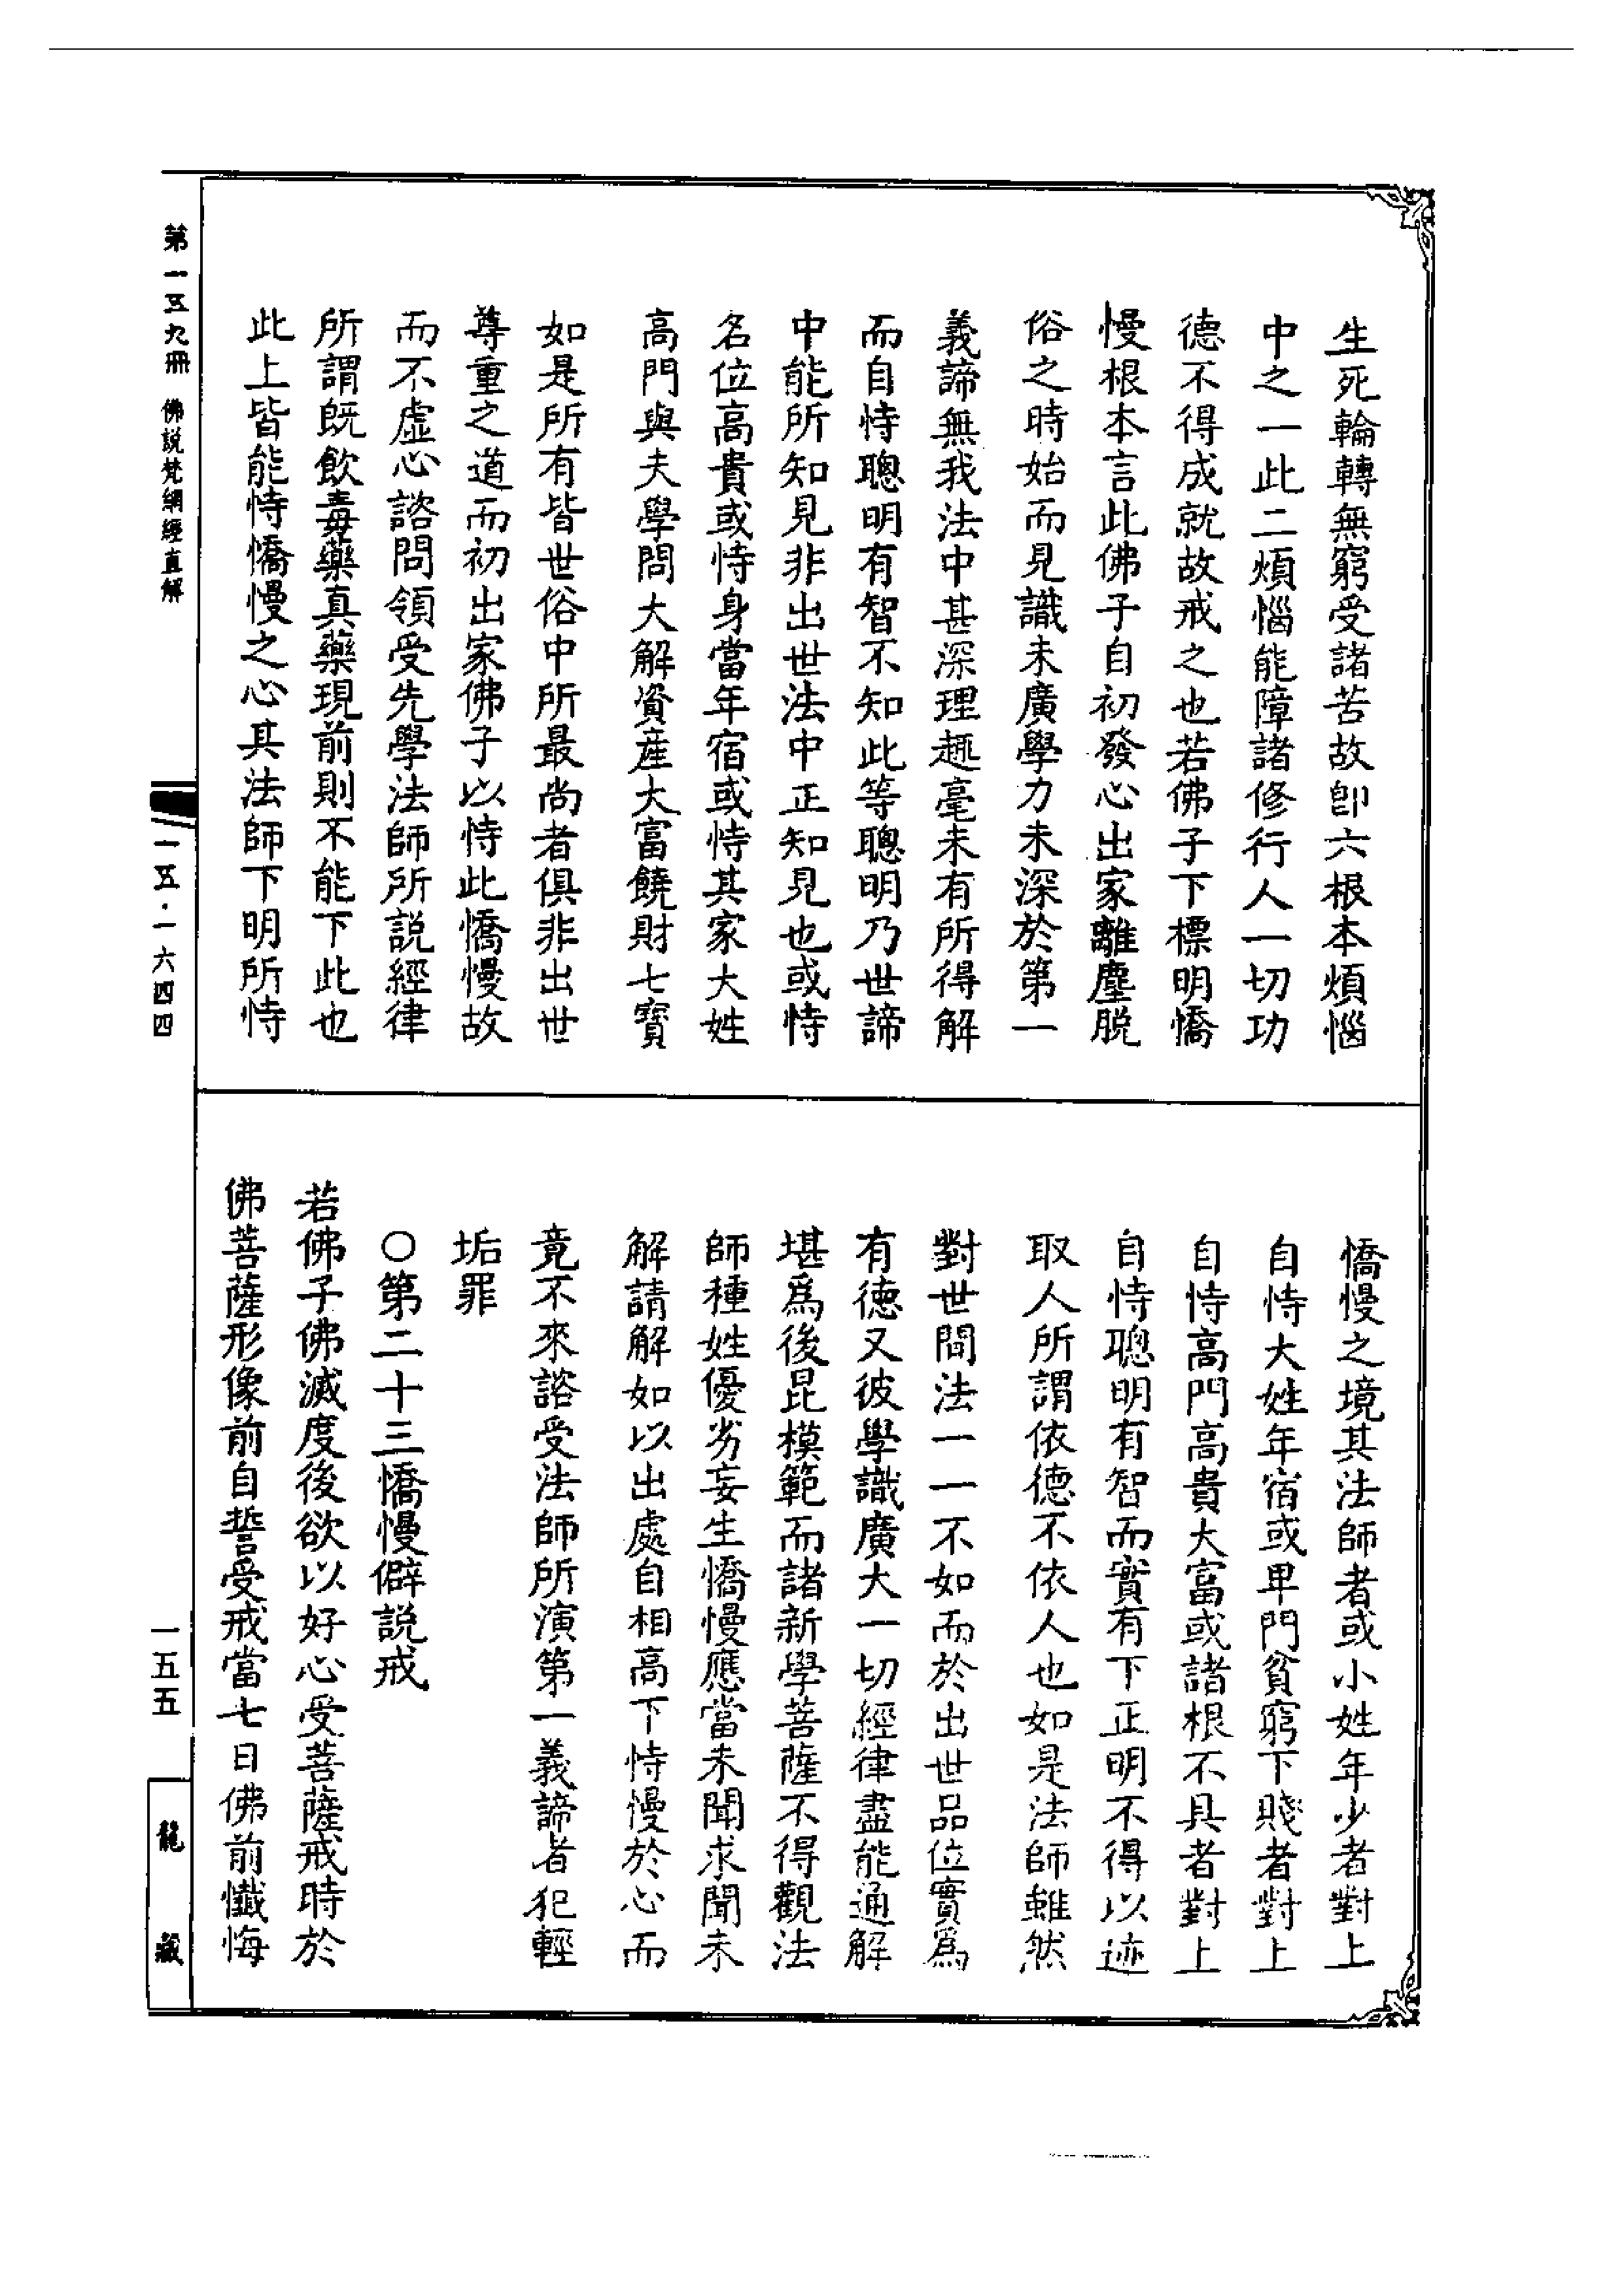 生死輪轉無窮受諸苦故卽六根本煩惱
中之一此二煩惱能障諸修行人一切功
德不得成就故戒之也若佛子下標明憍
慢根本言此佛子自初發心出家離塵脫
俗之時始而見識未廣學力未深於第一
義諦無我法中甚深理趣毫未有所得解
而自恃聰明有智不知此等聰明乃世諦
中能所知見非出世法中正知見也或恃
名位高貴或恃身當年宿或恃其家大姓
高門與夫學問大解資產大富饒財七寶
如是所有皆世俗中所最尚者俱非出世
尊重之道而初出家佛子以恃此憍慢故
而不虛心諮問領受先學法師所說經律
所謂旣飲毒藥真藥現前則不能下此也
此上皆能恃憍慢之心其法師下明所恃
憍慢之境其法師者或小姓年少者對上
自恃大姓年宿或卑門貧窮下賤者對上
自恃高門高貴大富或諸根不具者對上
自恃聰明有智而實有下正明不得以迹
取人所謂依德不依人也如是法師雖然
對世間法一一不如而於出世品位實爲
有德又彼學識廣大一切經律盡能通解
堪爲後昆模範而諸新學菩薩不得觀法
師種姓優劣妄生憍慢應當未聞求聞未
解請解如以出處自相高下恃慢於心而
竟不來諮受法師所演第一義諦者犯輕
垢罪
○第二十三憍慢僻説戒
若佛子佛滅度後欲以好心受菩薩戒時於
佛菩薩形像前自誓受戒當七日佛前懺悔
第一五九冊　佛説梵網經直解
一五·一六四四
一五五
龍藏